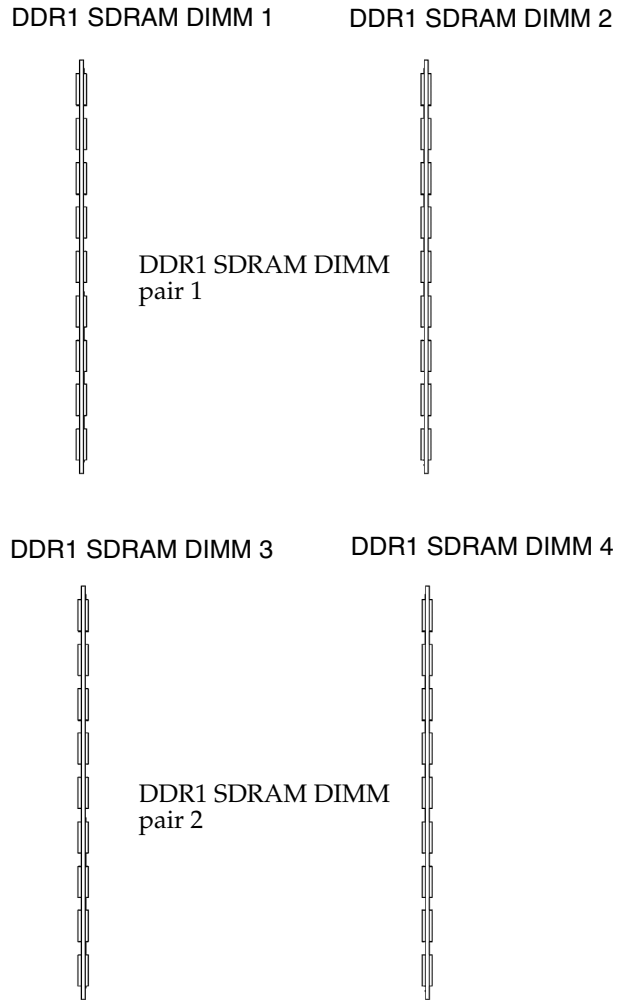 DDR1 SDRAM DIMM 1
DDR1 SDRAM DIMM 2
DDR1 SDRAM DIMM
pair 1
DDR1 SDRAM DIMM 3
DDR1 SDRAM DIMM 4
DDR1 SDRAM DIMM
pair 2